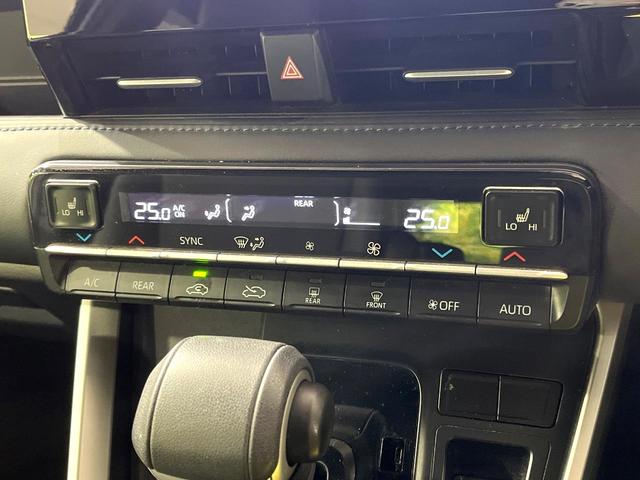 LO HI
25.0 A/C ON REAR 25.0
LO HI
SYNC
A/C REAR REAR FRONT OFF AUTO